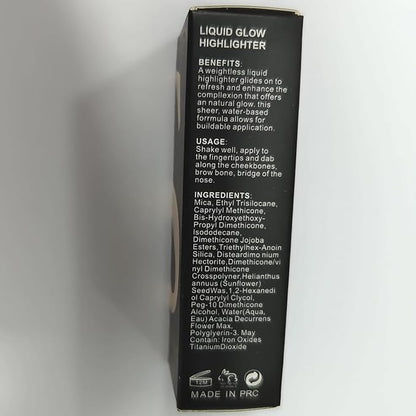 LIQUID GLOW
HIGHLIGHTER
BENEFITS:
A weightless liquid
highlighter glides on to
refresh and enhance the
compllexion that offers
an natural glow. this
sheer, water-based
formula allows for
buildable application.
USAGE:
Shake well, apply to
the fingertips and dab
along the cheekbones,
brow bone, bridge of the
nose.
INGREDIENTS:
Mica, Ethyl Trisilocane,
Caprylyl Methicone,
Bis-Hydroxyethoxy-
Propyl Dimethicone,
Isododecane,
Dimethicone Jojoba
Esters,Triethylhex-Anoin
Silica, Disteardimo nium
Hectorite,Dimethicone/vi
nyl Dimethicone
Crosspolyner,Helianthus
annuus (Sunflower)
SeedWas,1,2-Hexanedi
ol Caprylyl Glycol,
Peg-10 Dimethicone
Alcohol, Water(Aqua,
Eau) Acacia Decurrens
Flower Max.
Polyglyerin-3. May
Contain: Iron Oxides
TitaniumDioxide
12M
MADE IN PRC